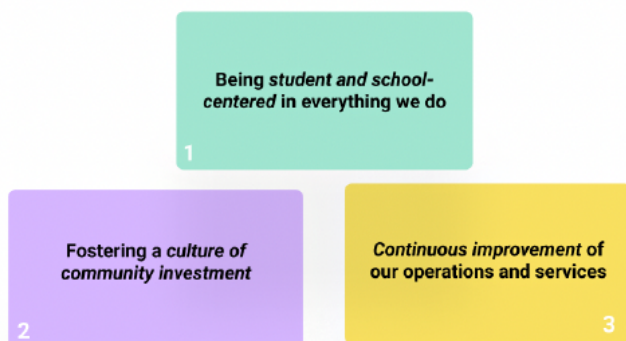 Being student and school-
centered in everything we do
1
Fostering a culture of
community investment
2
Continuous improvement of
our operations and services
3